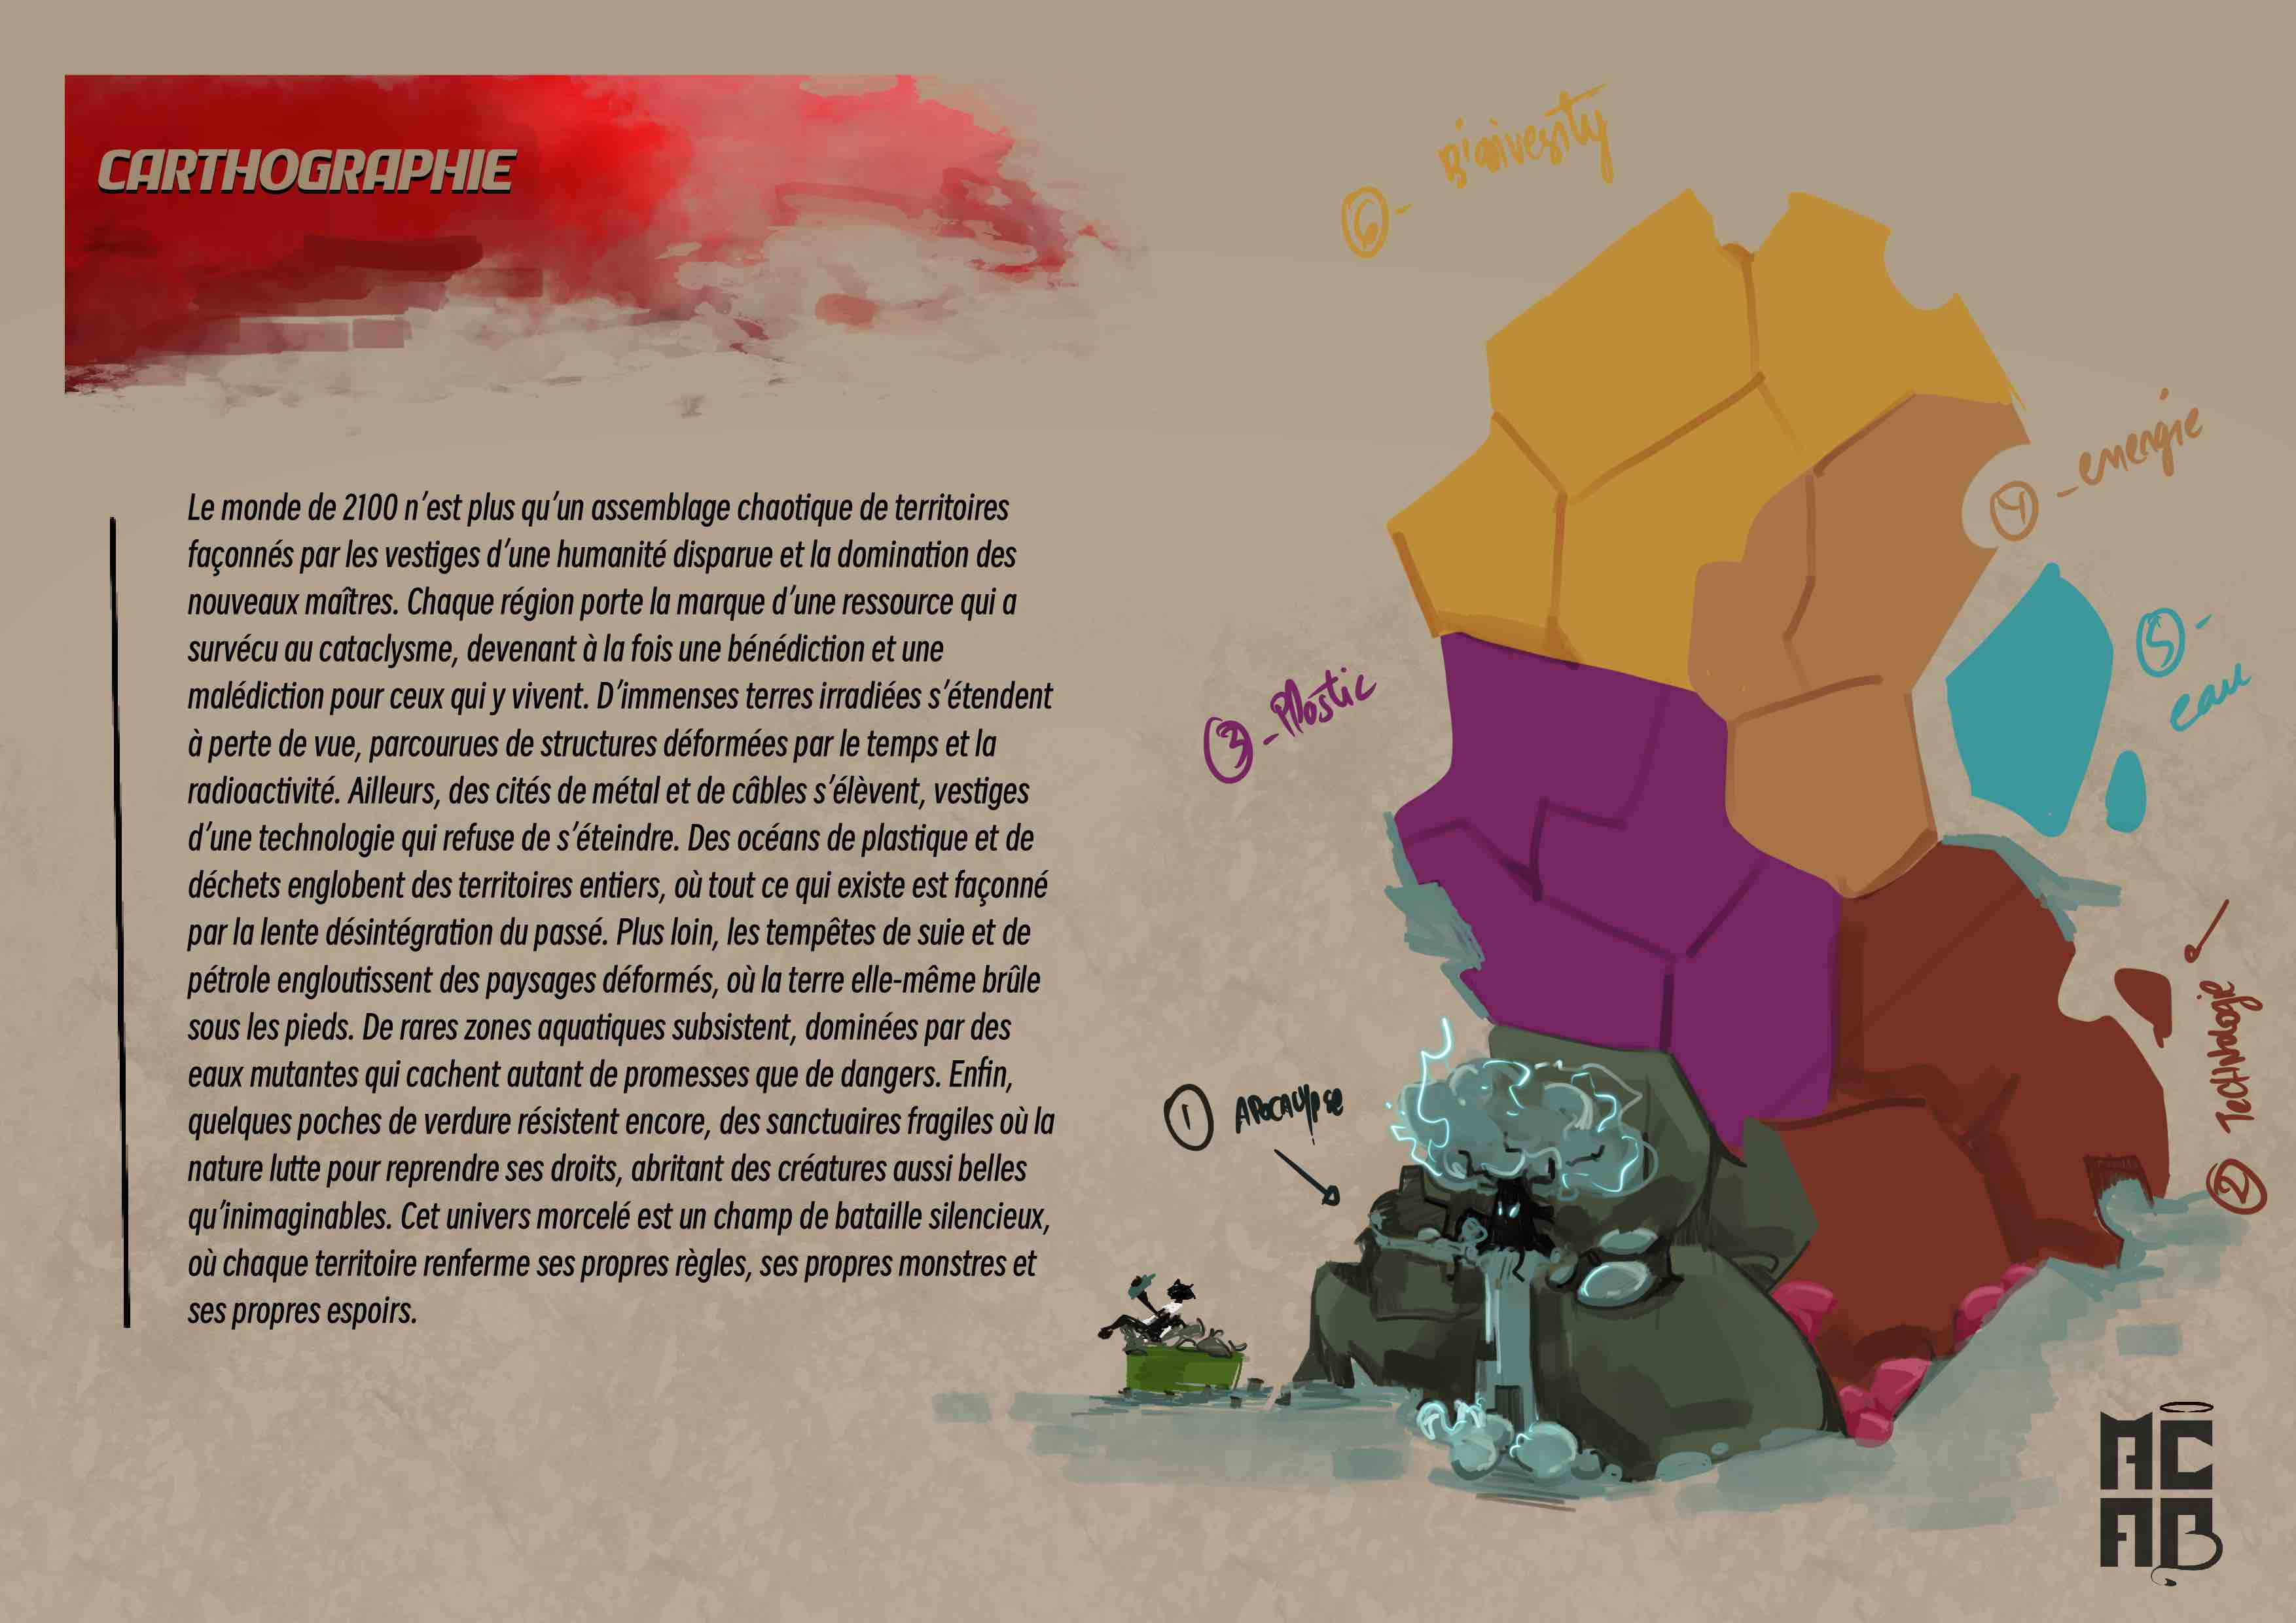 CARTHOGRAPHIE
Le monde de 2100 n’est plus qu’un assemblage chaotique de territoires
façonnés par les vestiges d’une humanité disparue et la domination des
nouveaux maîtres. Chaque région porte la marque d’une ressource qui a
survécu au cataclysme, devenant à la fois une bénédiction et une
malédiction pour ceux qui y vivent. D’immenses terres irradiées s’étendent
à perte de vue, parcourues de structures déformées par le temps et la
radioactivité. Ailleurs, des cités de métal et de câbles s’élèvent, vestiges
d’une technologie qui refuse de s’éteindre. Des océans de plastique et de
déchets englobent des territoires entiers, où tout ce qui existe est façonné
par la lente désintégration du passé. Plus loin, les tempêtes de suie et de
pétrole engloutissent des paysages déformés, où la terre elle-même brûle
sous les pieds. De rares zones aquatiques subsistent, dominées par des
eaux mutantes qui cachent autant de promesses que de dangers. Enfin,
quelques poches de verdure résistent encore, des sanctuaires fragiles où la
nature lutte pour reprendre ses droits, abritant des créatures aussi belles
qu’inimaginables. Cet univers morcelé est un champ de bataille silencieux,
où chaque territoire renferme ses propres règles, ses propres monstres et
ses propres espoirs.
6 -
4 - energie
5 -
eau
3 - Plastic
1 APOCALYPSE
2 TECHNologie
AC
AB